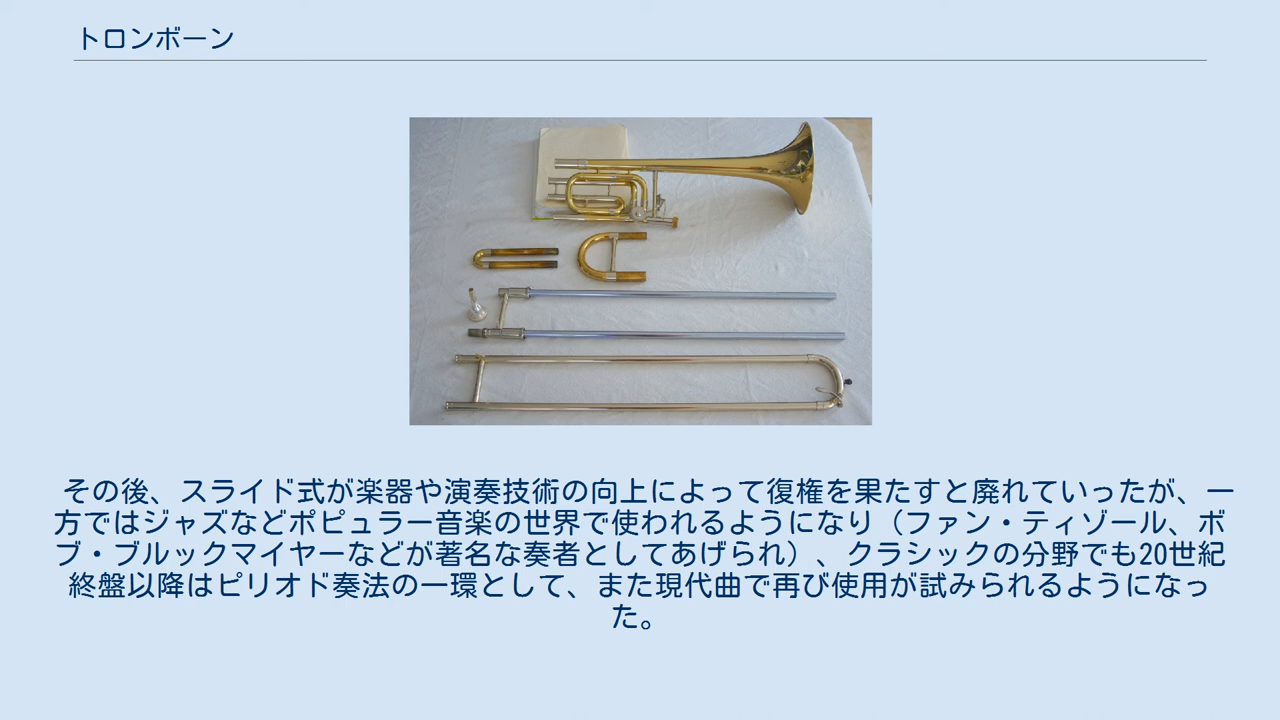 トロンボーン
その後、スライド式が楽器や演奏技術の向上によって復権を果たすと廃れていったが、一
方ではジャズなどポピュラー音楽の世界で使われるようになり（ファン・ティゾール、ボ
ブ・ブルックマイヤーなどが著名な奏者としてあげられ）、クラシックの分野でも20世紀
終盤以降はピリオド奏法の一環として、また現代曲で再び使用が試みられるようになっ
た。